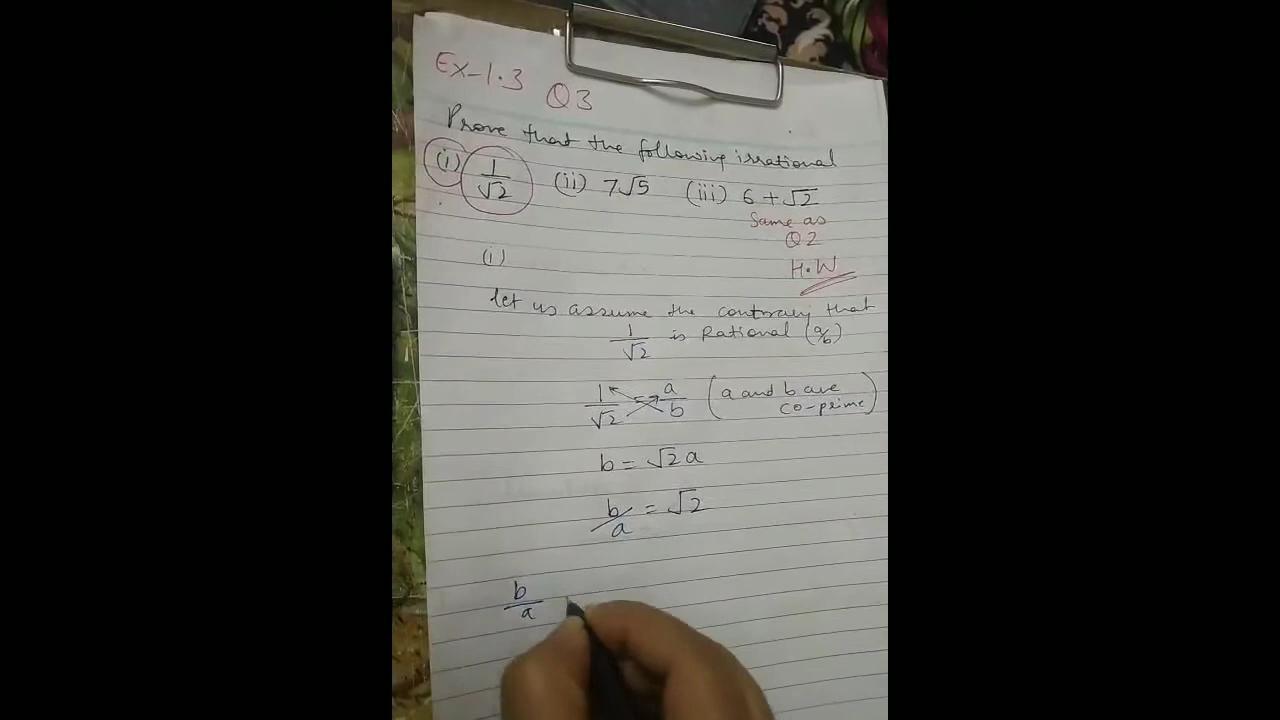 Ex-1.3 Q3
Prove that the following irrational
(i) 1/√2 (ii) 7√5 (iii) 6+√2
Same as
Q2
H.W
(i)
let us assume the contrary that
1/√2 is Rational (a/b)
1/√2 = a/b (a and b are
co-prime)
b = √2 a
b/a = √2
b/a